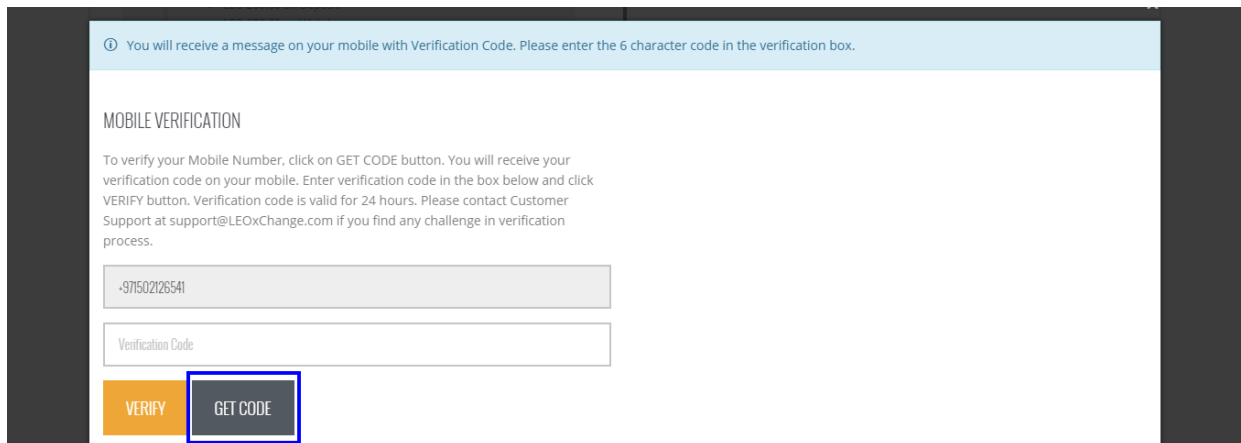 You will receive a message on your mobile with Verification Code. Please enter the 6 character code in the verification box.
MOBILE VERIFICATION
To verify your Mobile Number, click on GET CODE button. You will receive your
verification code on your mobile. Enter verification code in the box below and click
VERIFY button. Verification code is valid for 24 hours. Please contact Customer
Support at support@LEOxChange.com if you find any challenge in verification
process.
+971502126541
Verification Code
VERIFY GET CODE